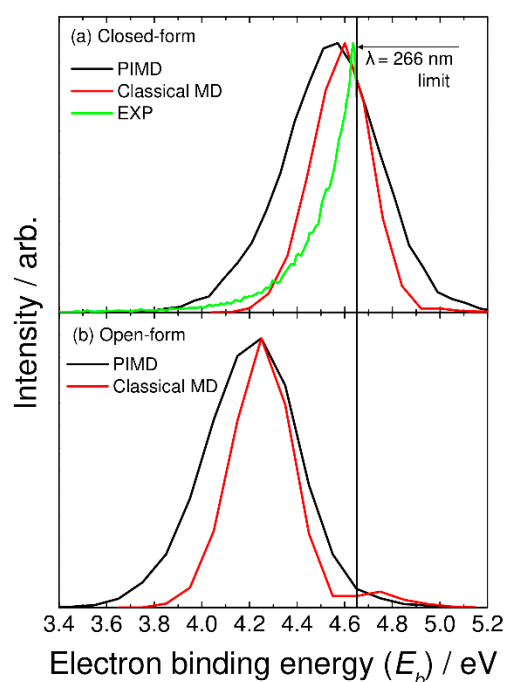 (a) Closed-form
PIMD
Classical MD
EXP
λ = 266 nm
limit
(b) Open-form
PIMD
Classical MD
Intensity / arb.
3.4 3.6 3.8 4.0 4.2 4.4 4.6 4.8 5.0 5.2
Electron binding energy (E_b) / eV